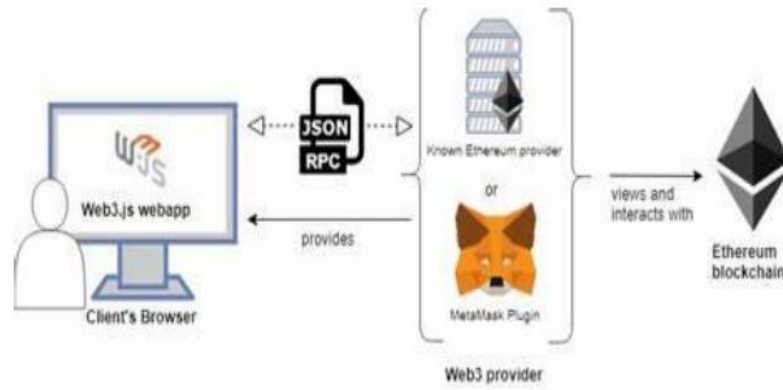 W3JS
Web3.js webapp
Client's Browser
JSON
RPC
provides
Known Ethereum provider
or
MetaMask Plugin
Web3 provider
views and
interacts with
Ethereum
blockchain